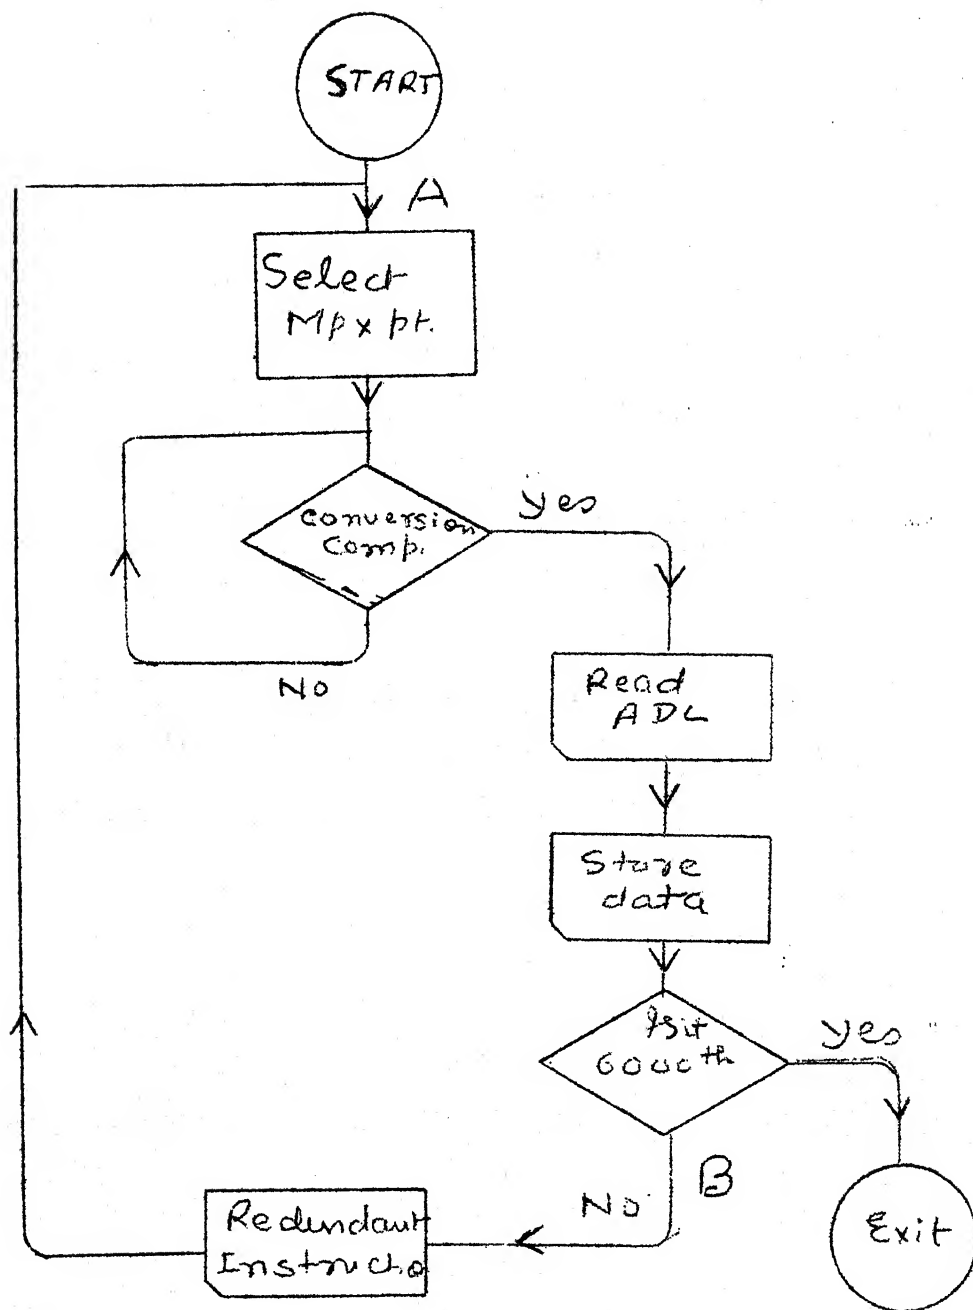 START
A
Select
Mpx pt.
Conversion
Comp.
Yes
No
Read
ADC
Store
data
Is it
6000th
Yes
B
No
Redundant
Instructio
Exit